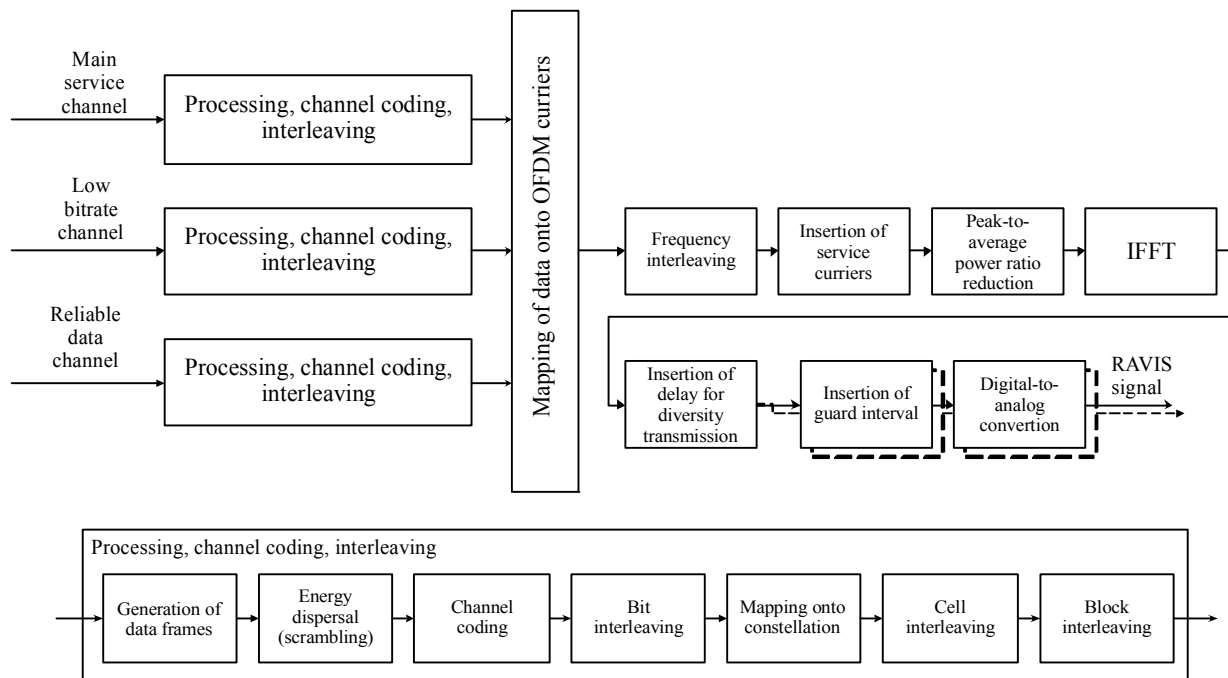 Main
service
channel
Processing, channel coding,
interleaving
Low
bitrate
channel
Processing, channel coding,
interleaving
Reliable
data
channel
Processing, channel coding,
interleaving
Mapping of data onto OFDM curriers
Frequency
interleaving
Insertion of
service
curriers
Peak-to-
average
power ratio
reduction
IFFT
Insertion of
delay for
diversity
transmission
Insertion of
guard interval
Digital-to-
analog
convertion
RAVIS
signal
Processing, channel coding, interleaving
Generation of
data frames
Energy
dispersal
(scrambling)
Channel
coding
Bit
interleaving
Mapping onto
constellation
Cell
interleaving
Block
interleaving